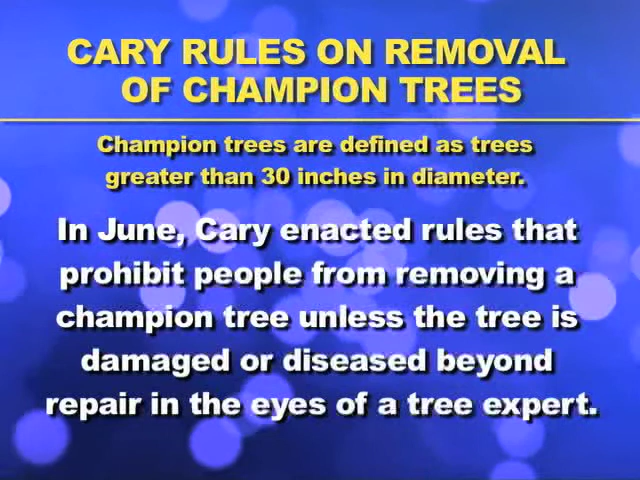 CARY RULES ON REMOVAL
OF CHAMPION TREES
Champion trees are defined as trees
greater than 30 inches in diameter.
In June, Cary enacted rules that
prohibit people from removing a
champion tree unless the tree is
damaged or diseased beyond
repair in the eyes of a tree expert.